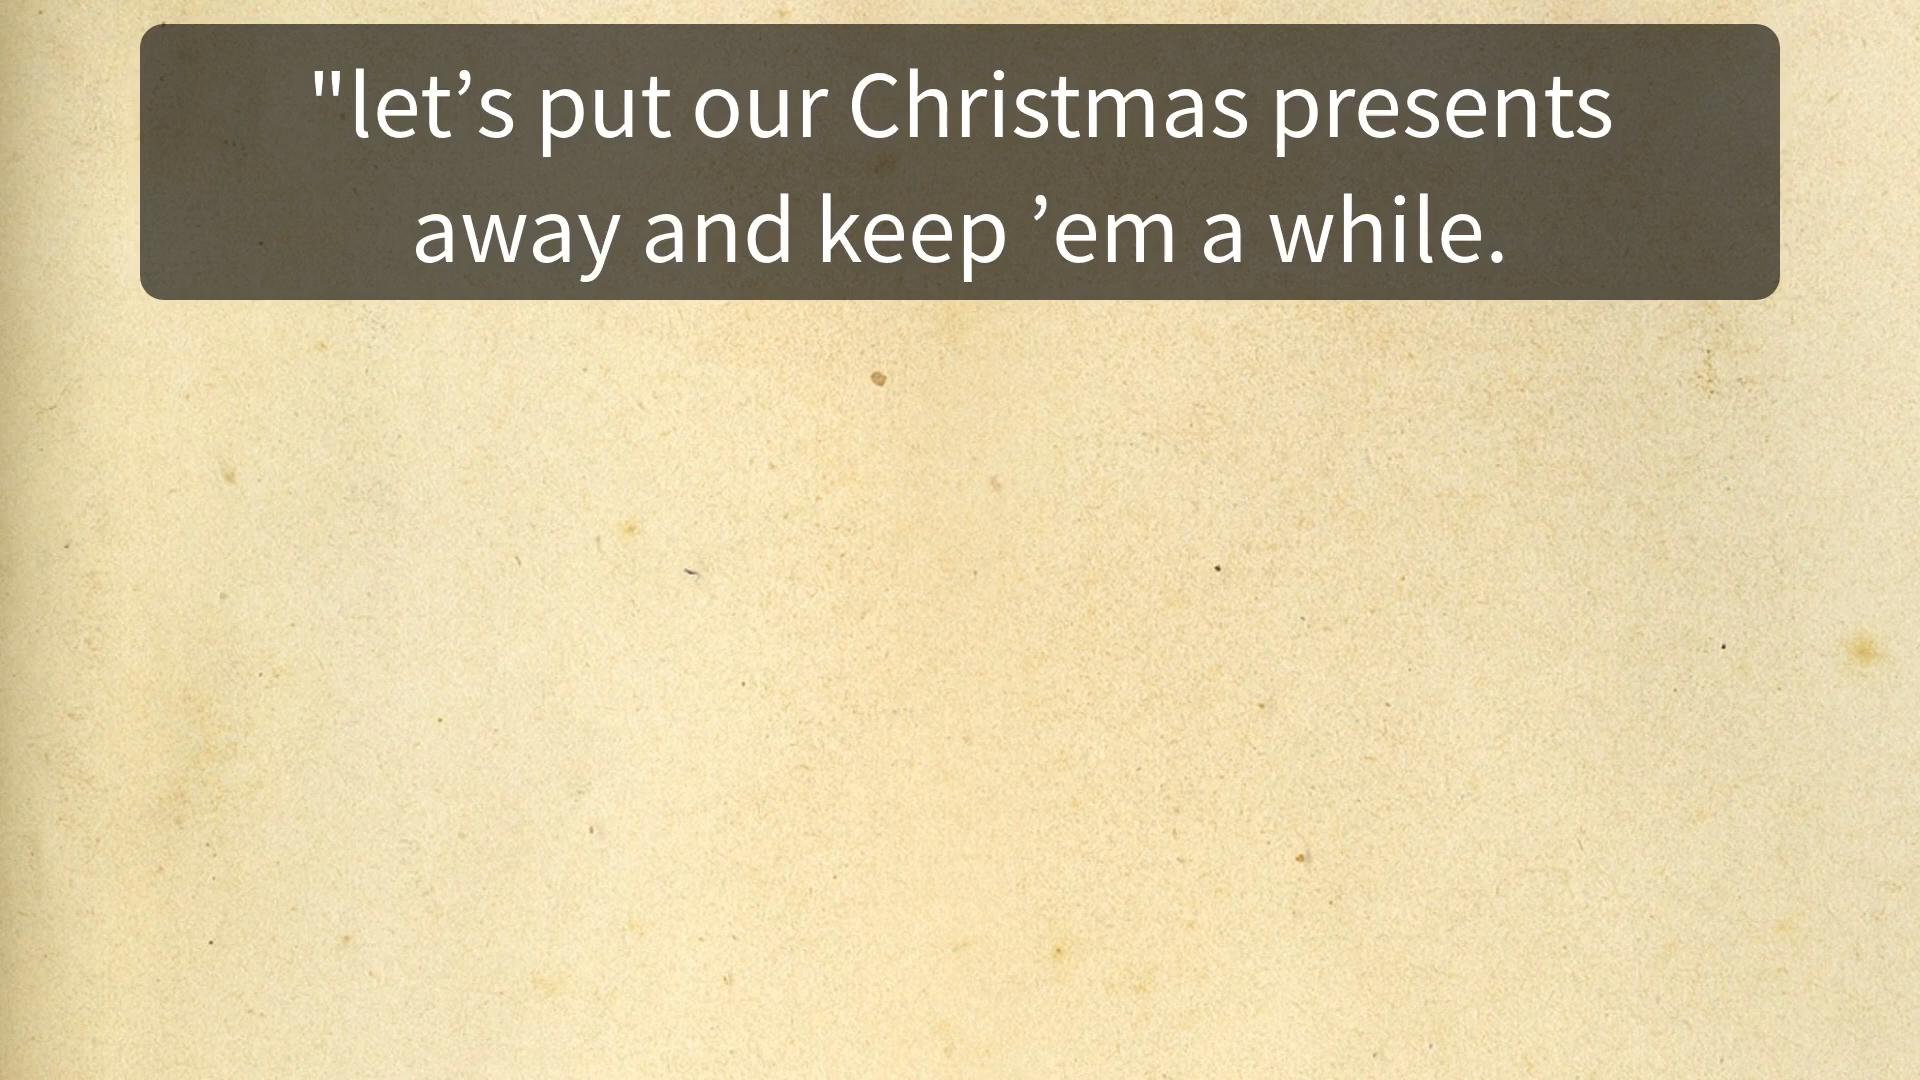 "let’s put our Christmas presents
away and keep ’em a while.